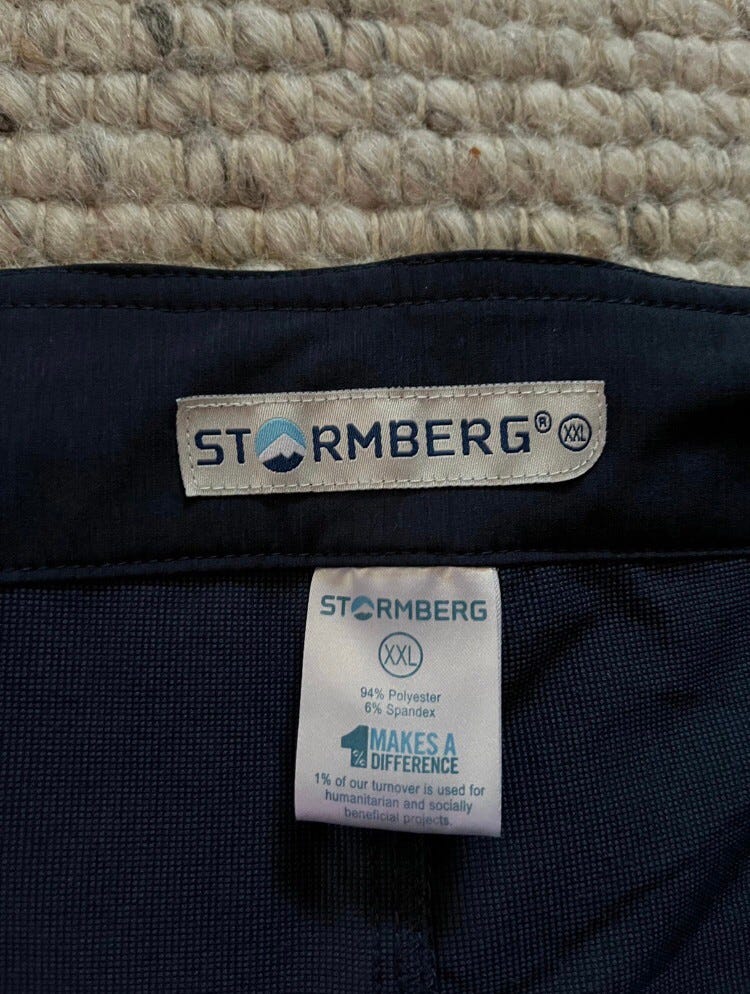 STORMBERG® XXL
STORMBERG
XXL
94% Polyester
6% Spandex
1% MAKES A
DIFFERENCE
1% of our turnover is used for
humanitarian and socially
beneficial projects.